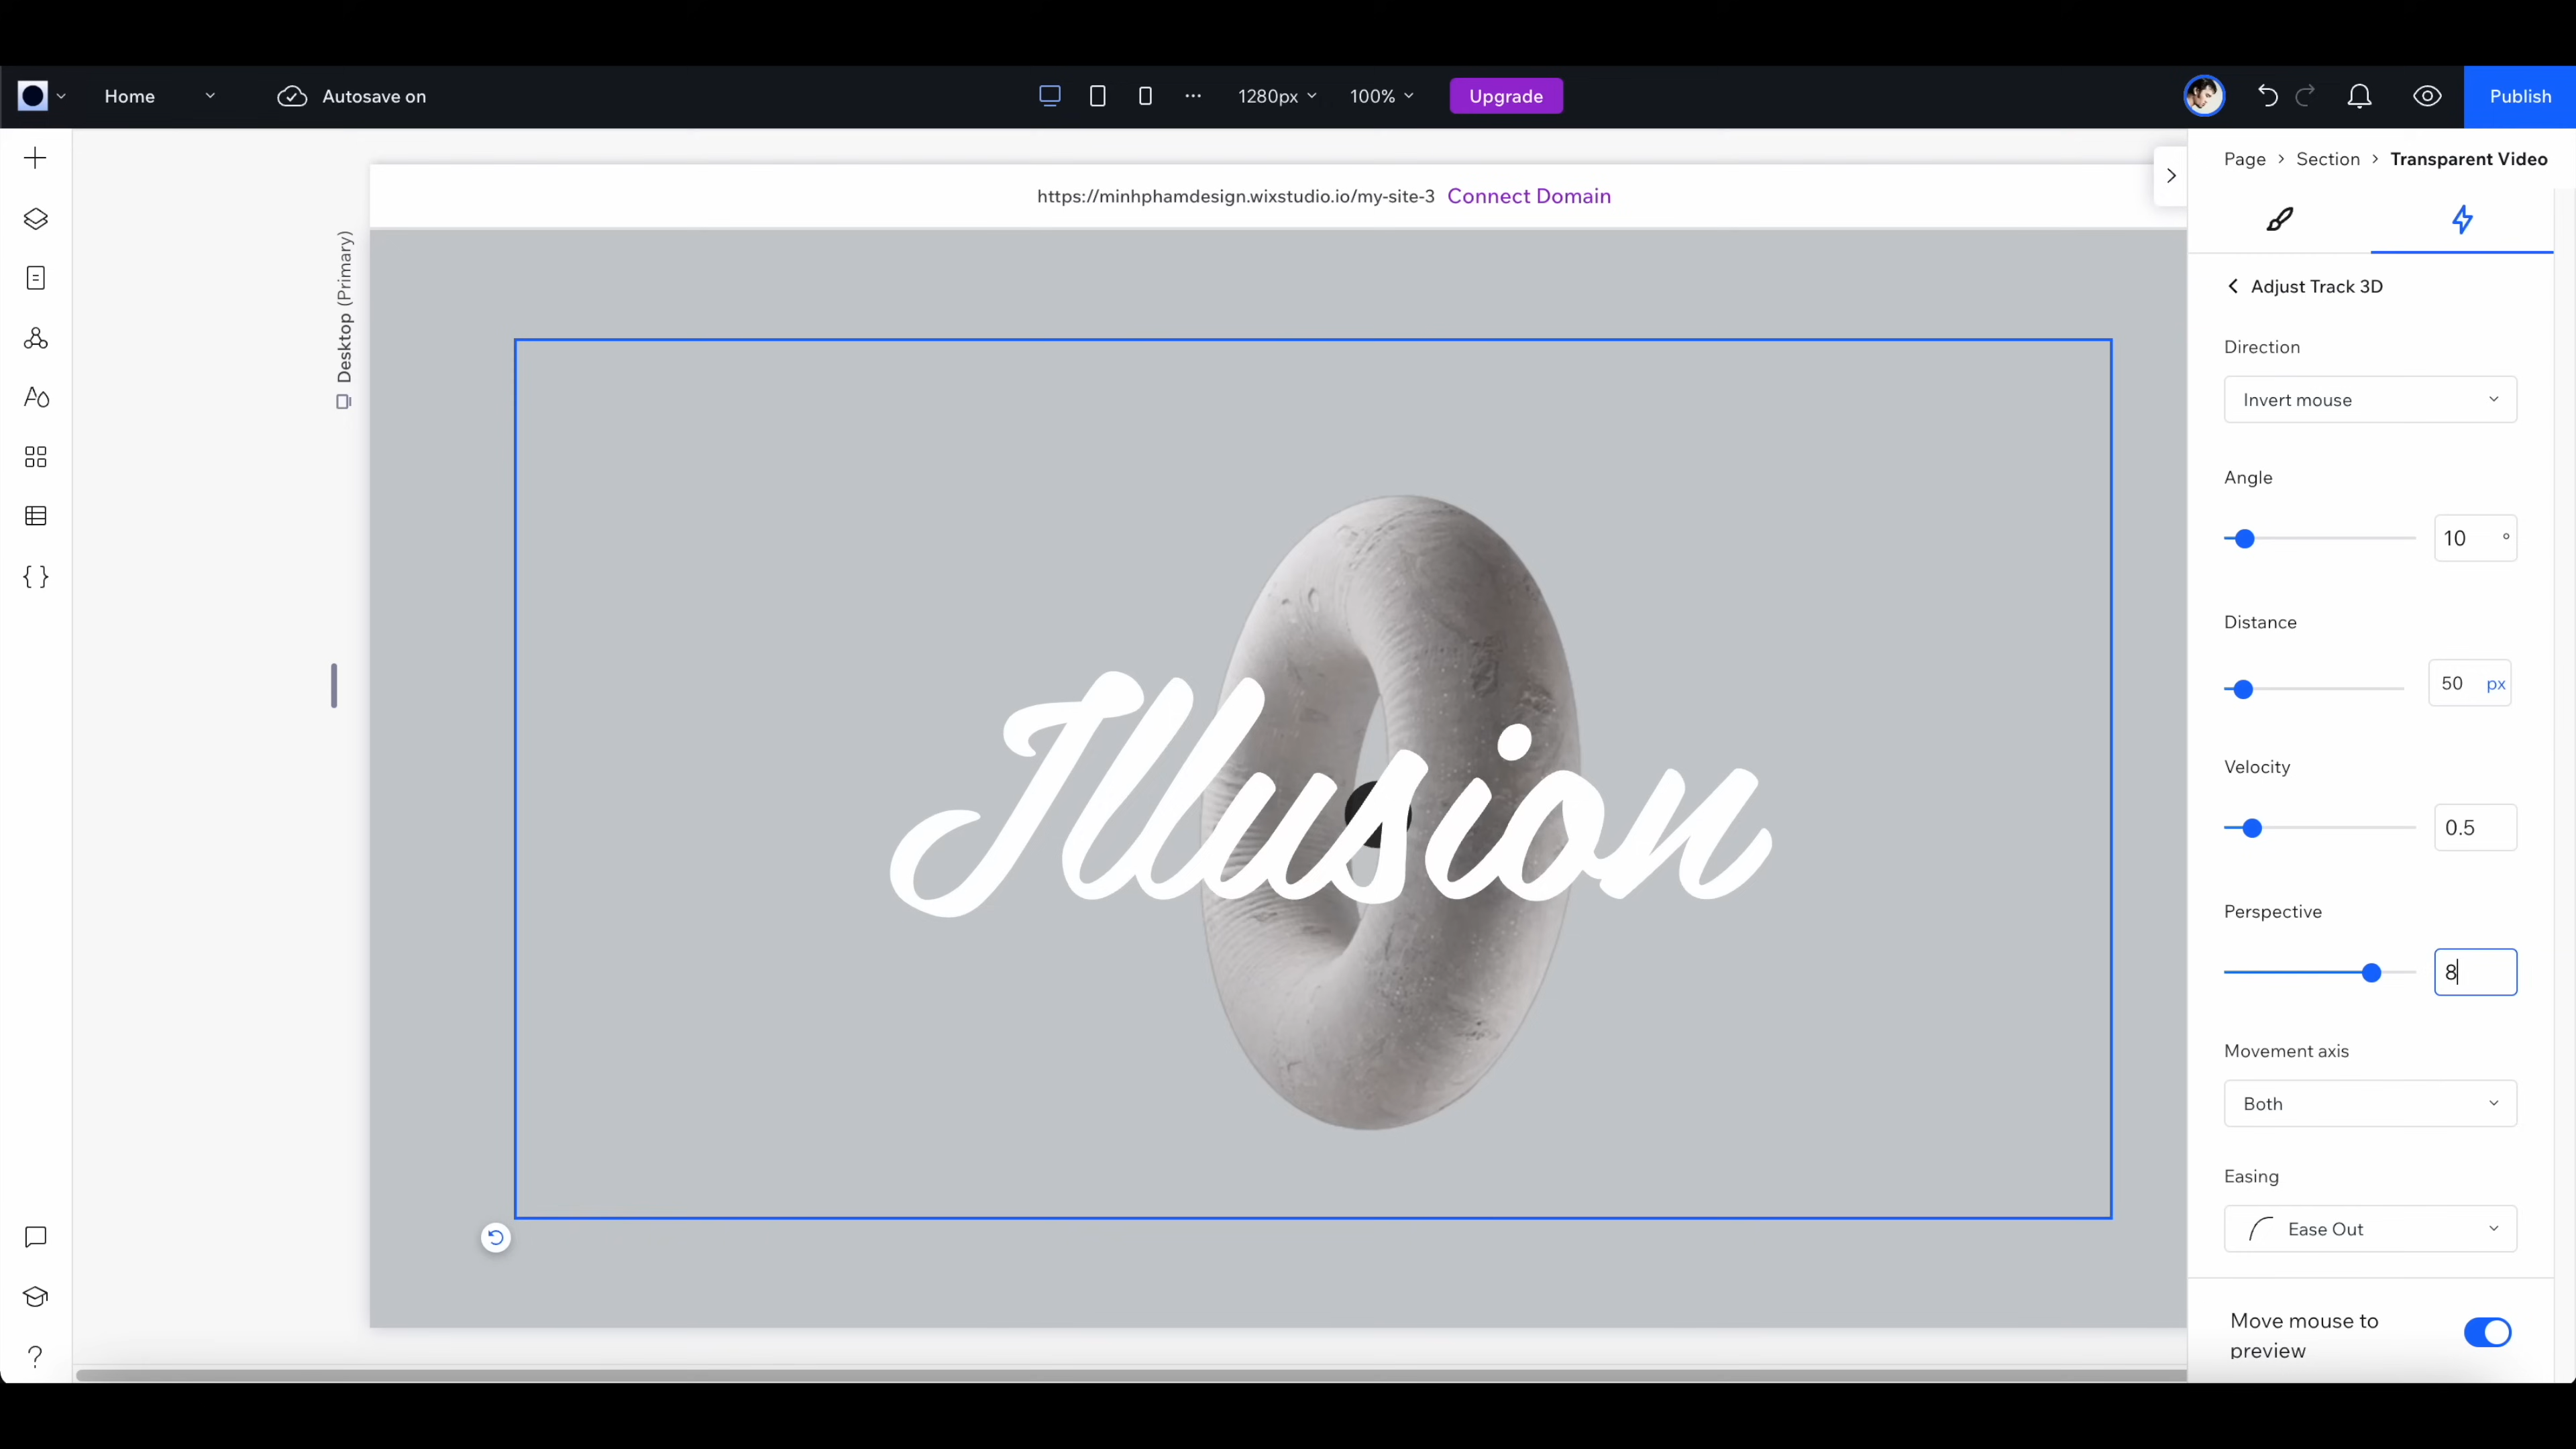 Home
Autosave on
1280px
100%
Upgrade
Publish
Page > Section > Transparent Video
https://minhphamdesign.wixstudio.io/my-site-3 Connect Domain
Desktop (Primary)
Illusion
Adjust Track 3D
Direction
Invert mouse
Angle
10 °
Distance
50 px
Velocity
0.5
Perspective
8
Movement axis
Both
Easing
Ease Out
Move mouse to
preview